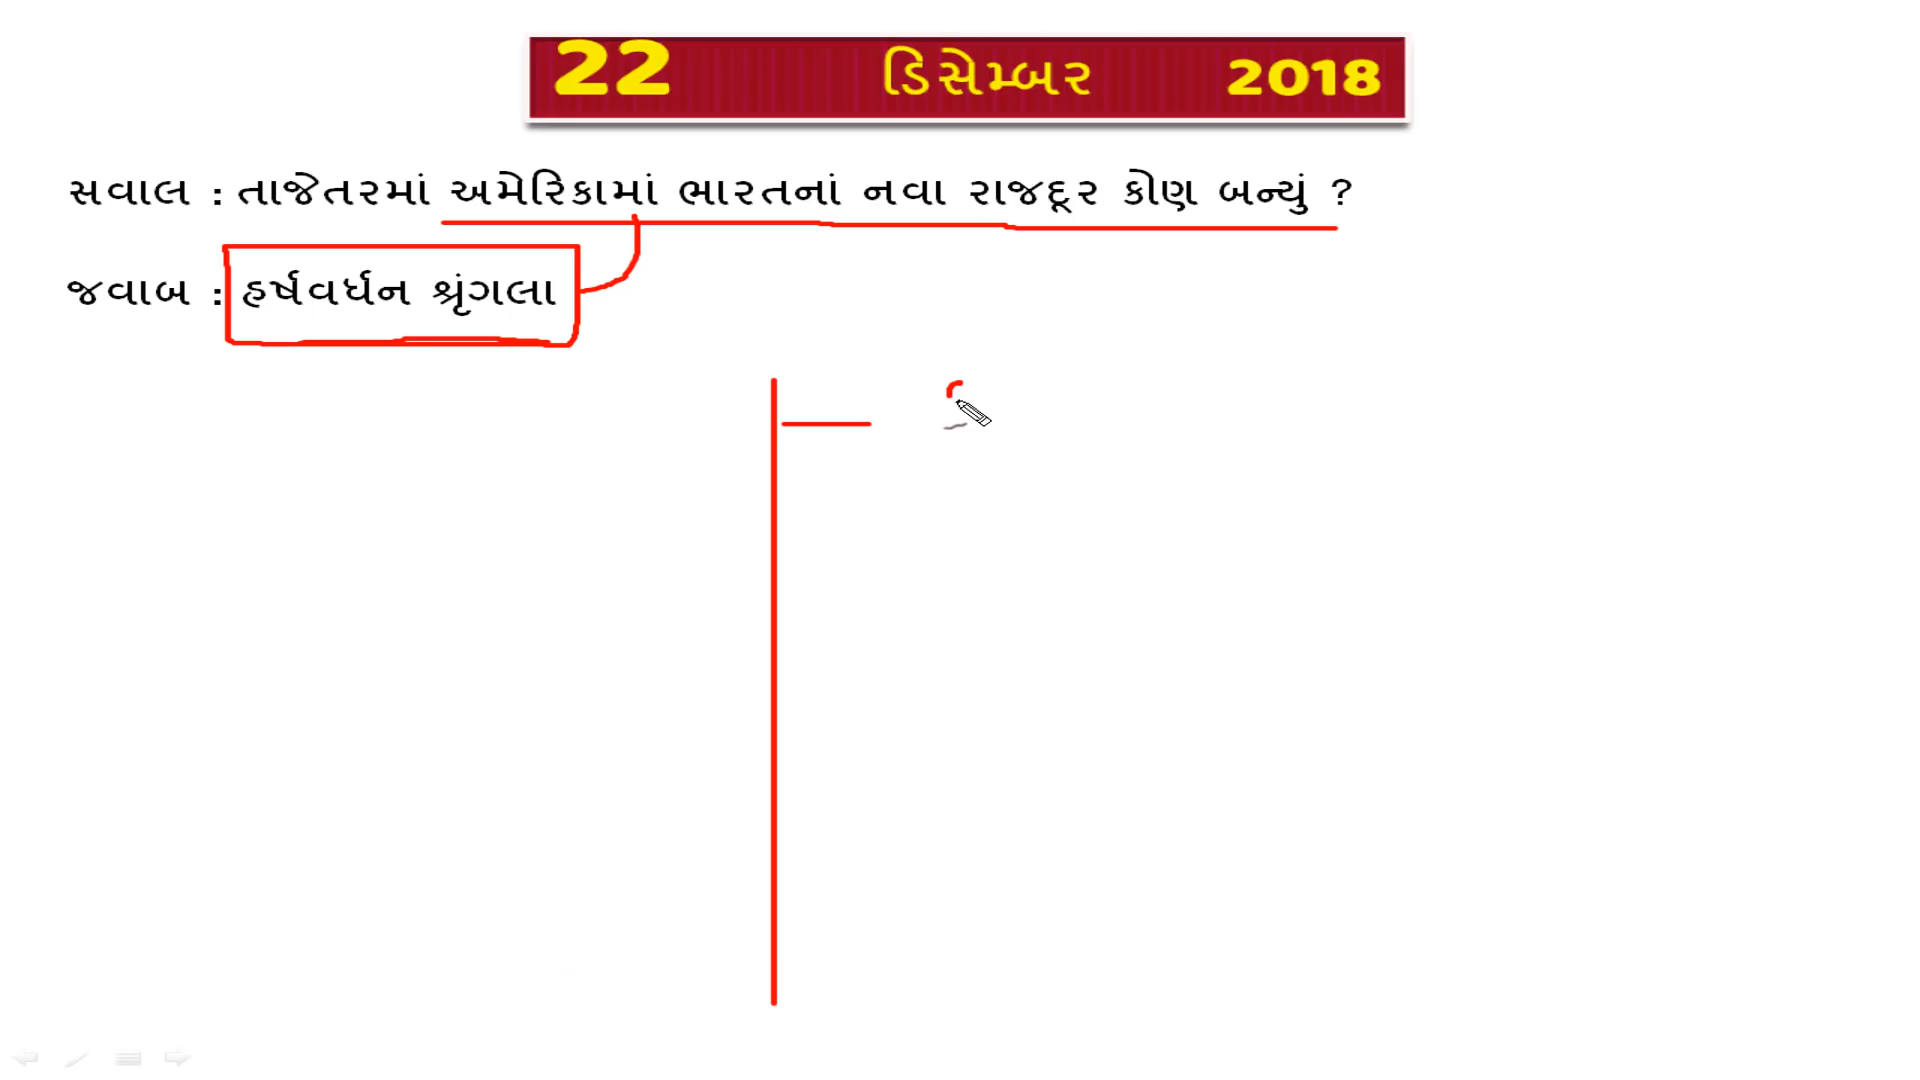 22 ડિસેમ્બર 2018
સવાલ : તાજેતરમાં અમેરિકામાં ભારતનાં નવા રાજદૂર કોણ બન્યું ?
જવાબ : હર્ષવર્ધન શ્રૃંગલા